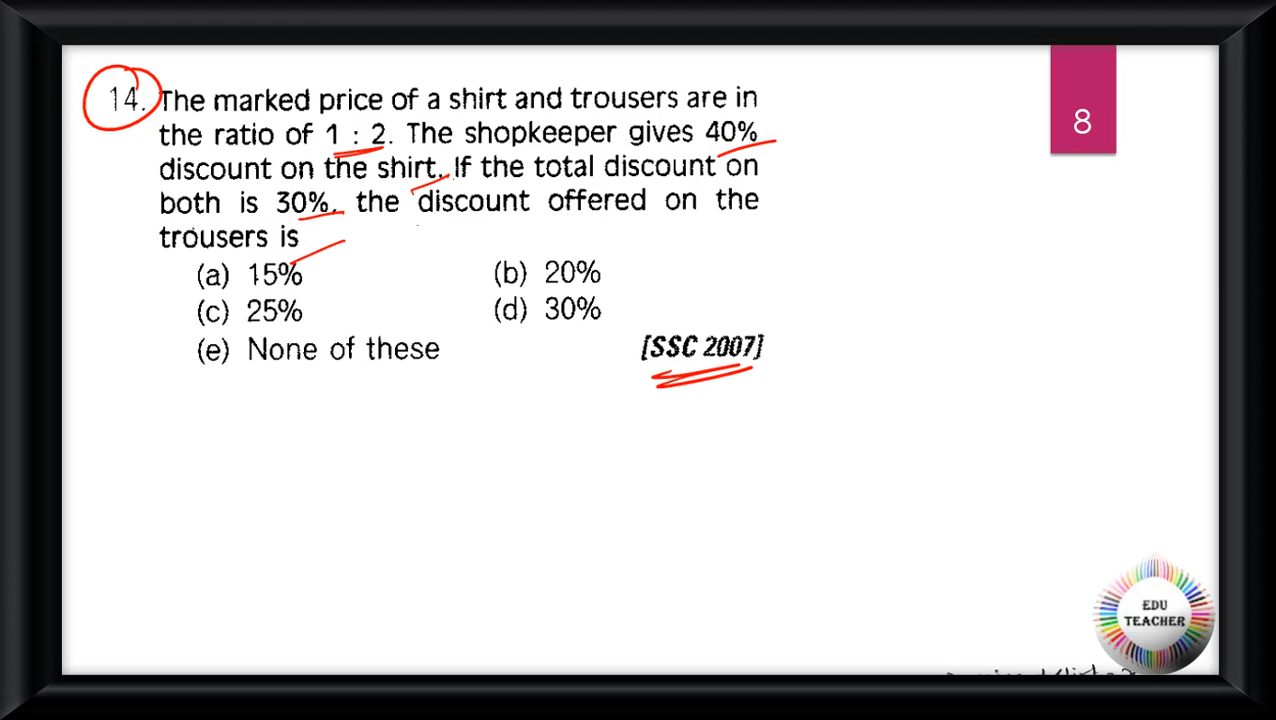 8
14. The marked price of a shirt and trousers are in
the ratio of 1 : 2. The shopkeeper gives 40%
discount on the shirt. If the total discount on
both is 30%, the discount offered on the
trousers is
(a) 15% (b) 20%
(c) 25% (d) 30%
(e) None of these [SSC 2007]
EDU
TEACHER